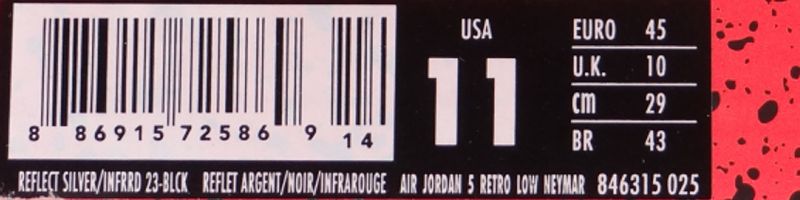 8 86915 72586 9 14
USA
11
EURO 45
U.K. 10
cm 29
BR 43
REFLECT SILVER/INFRRD 23-BLCK REFLET ARGENT/NOIR/INFRAROUGE AIR JORDAN 5 RETRO LOW NEYMAR 846315 025